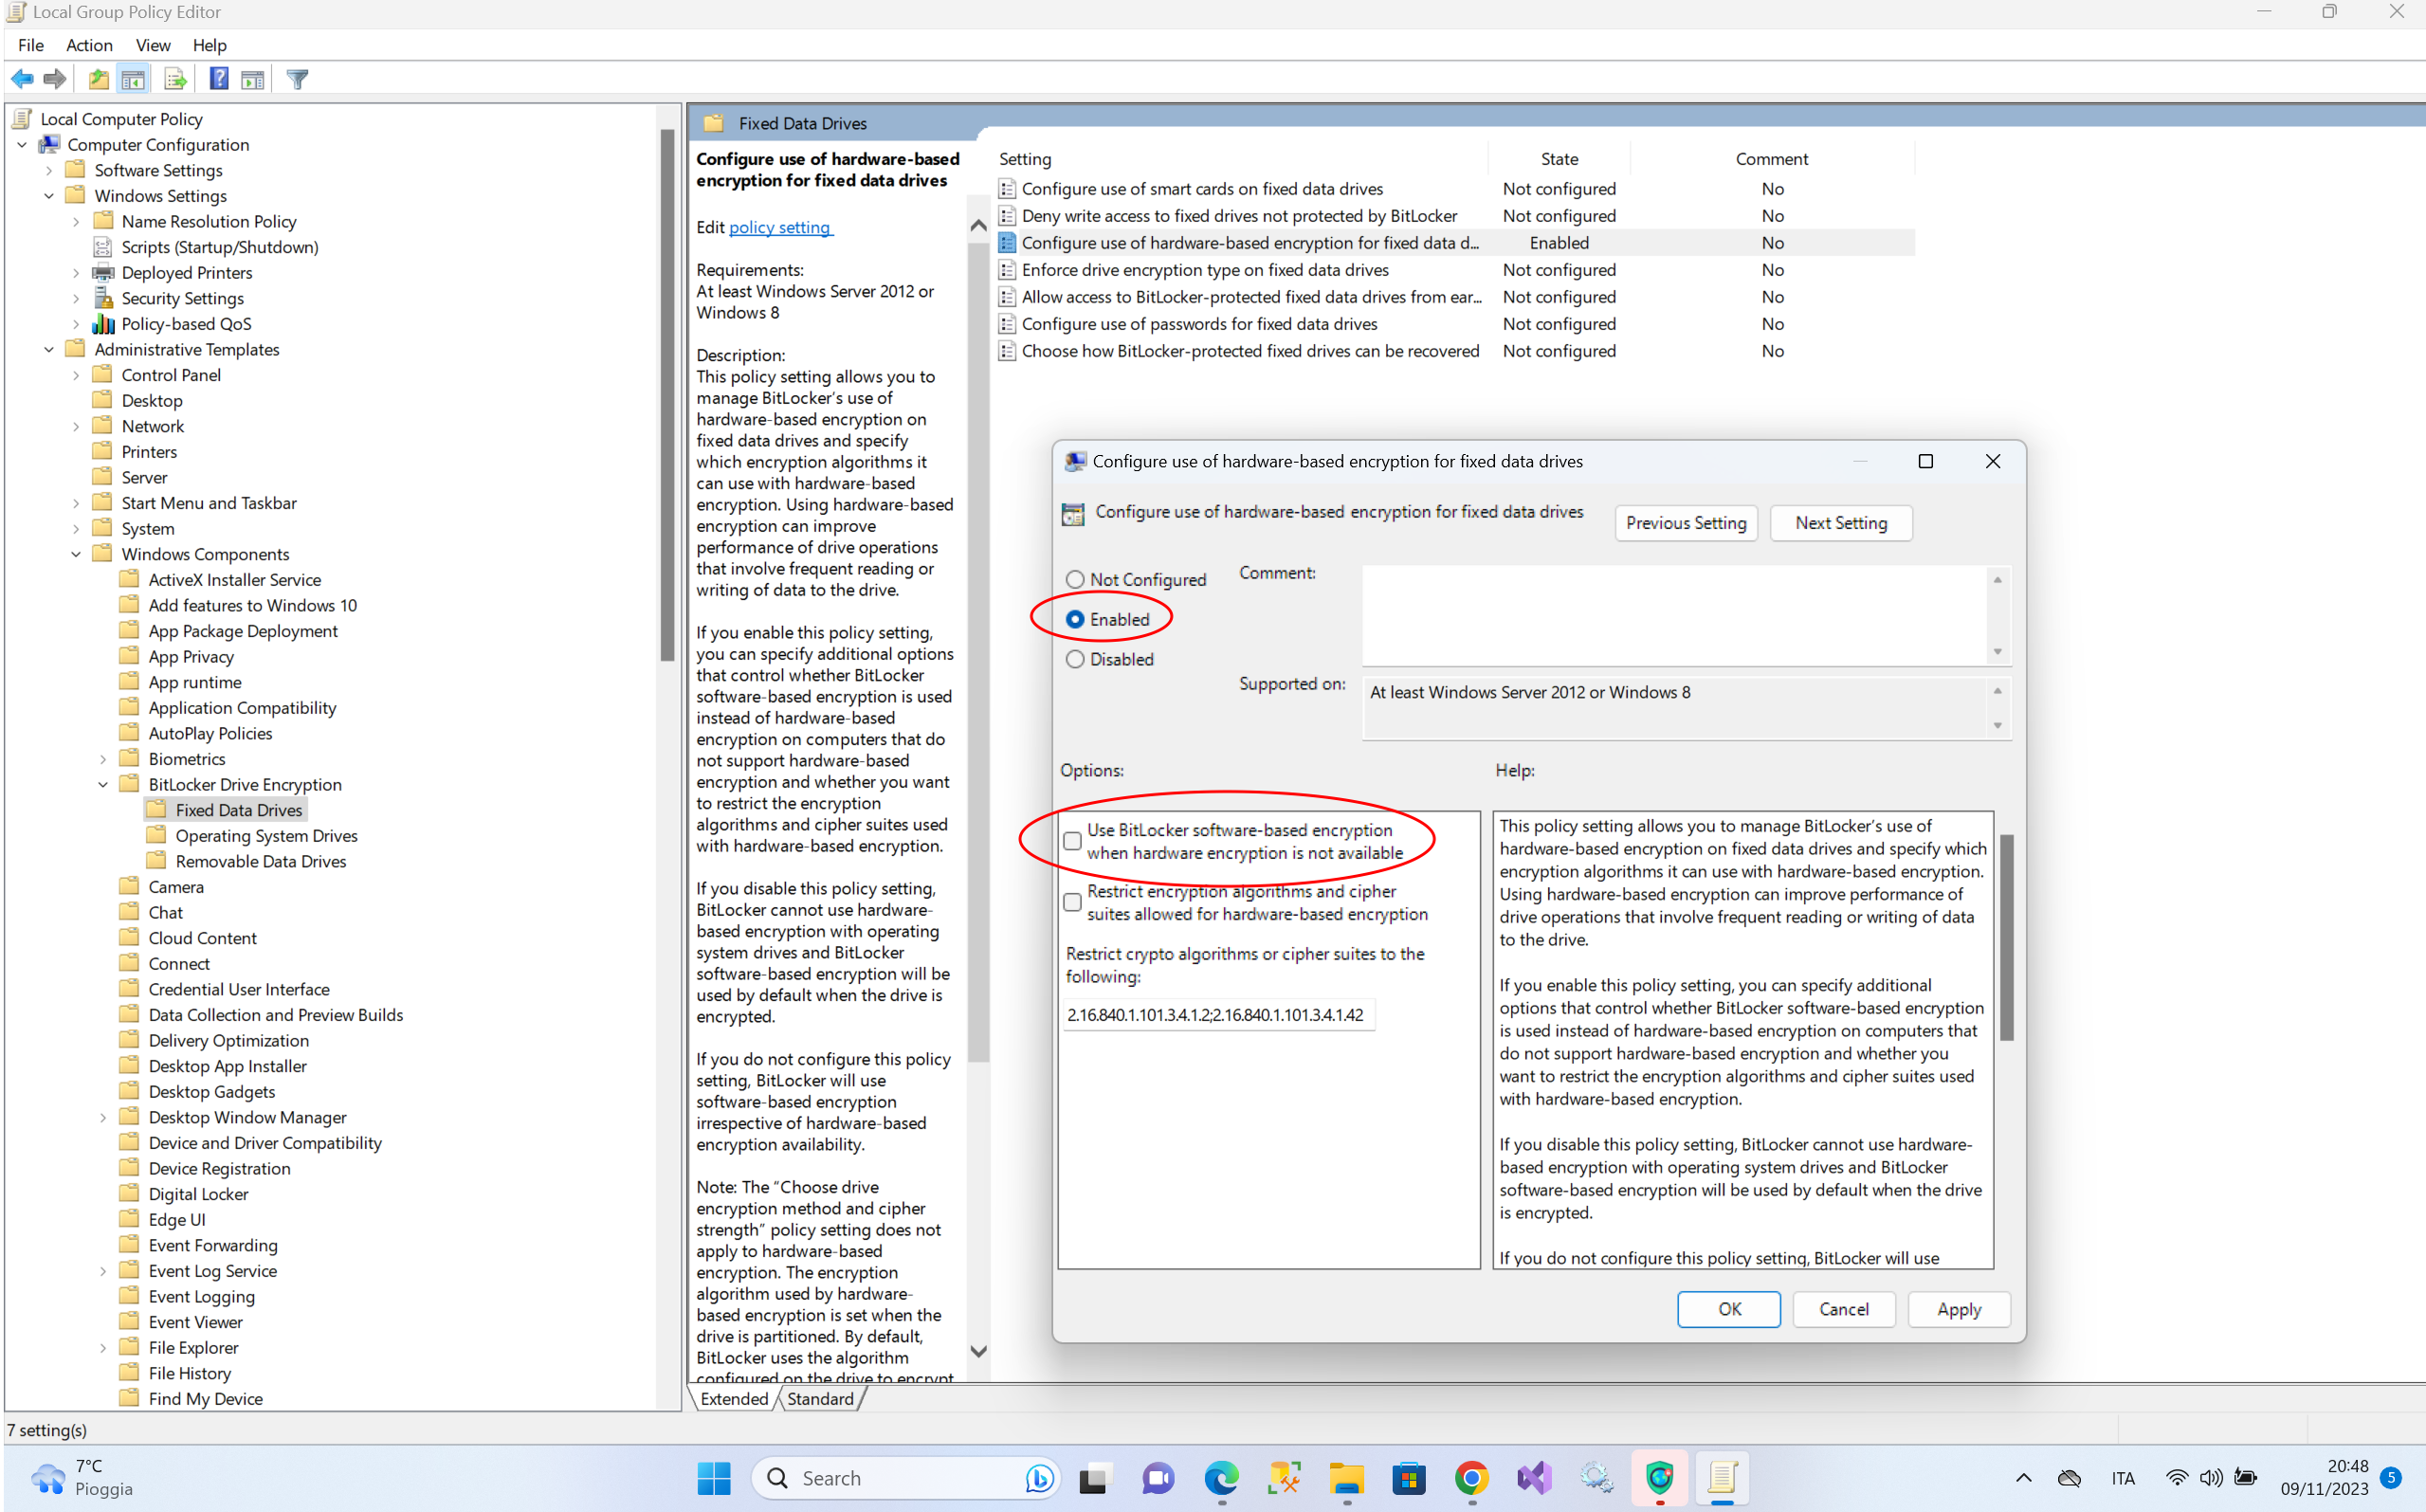 Local Group Policy Editor
File Action View Help
Local Computer Policy
Computer Configuration
Software Settings
Windows Settings
Name Resolution Policy
Scripts (Startup/Shutdown)
Deployed Printers
Security Settings
Policy-based QoS
Administrative Templates
Control Panel
Desktop
Network
Printers
Server
Start Menu and Taskbar
System
Windows Components
ActiveX Installer Service
Add features to Windows 10
App Package Deployment
App Privacy
App runtime
Application Compatibility
AutoPlay Policies
Biometrics
BitLocker Drive Encryption
Fixed Data Drives
Operating System Drives
Removable Data Drives
Camera
Chat
Cloud Content
Connect
Credential User Interface
Data Collection and Preview Builds
Delivery Optimization
Desktop App Installer
Desktop Gadgets
Desktop Window Manager
Device and Driver Compatibility
Device Registration
Digital Locker
Edge UI
Event Forwarding
Event Log Service
Event Logging
Event Viewer
File Explorer
File History
Find My Device
Fixed Data Drives
Configure use of hardware-based
encryption for fixed data drives
Edit policy setting
Requirements:
At least Windows Server 2012 or
Windows 8
Description:
This policy setting allows you to
manage BitLocker's use of
hardware-based encryption on
fixed data drives and specify
which encryption algorithms it
can use with hardware-based
encryption. Using hardware-based
encryption can improve
performance of drive operations
that involve frequent reading or
writing of data to the drive.
If you enable this policy setting,
you can specify additional options
that control whether BitLocker
software-based encryption is used
instead of hardware-based
encryption on computers that do
not support hardware-based
encryption and whether you want
to restrict the encryption
algorithms and cipher suites used
with hardware-based encryption.
If you disable this policy setting,
BitLocker cannot use hardware-
based encryption with operating
system drives and BitLocker
software-based encryption will be
used by default when the drive is
encrypted.
If you do not configure this policy
setting, BitLocker will use
software-based encryption
irrespective of hardware-based
encryption availability.
Note: The "Choose drive
encryption method and cipher
strength" policy setting does not
apply to hardware-based
encryption. The encryption
algorithm used by hardware-
based encryption is set when the
drive is partitioned. By default,
BitLocker uses the algorithm
configured on the drive to encrypt
Setting State Comment
Configure use of smart cards on fixed data drives Not configured No
Deny write access to fixed drives not protected by BitLocker Not configured No
Configure use of hardware-based encryption for fixed data d... Enabled No
Enforce drive encryption type on fixed data drives Not configured No
Allow access to BitLocker-protected fixed data drives from ear... Not configured No
Configure use of passwords for fixed data drives Not configured No
Choose how BitLocker-protected fixed drives can be recovered Not configured No
Configure use of hardware-based encryption for fixed data drives
Configure use of hardware-based encryption for fixed data drives
Previous Setting Next Setting
Not Configured
Enabled
Disabled
Comment:
Supported on:
At least Windows Server 2012 or Windows 8
Options:
Use BitLocker software-based encryption
when hardware encryption is not available
Restrict encryption algorithms and cipher
suites allowed for hardware-based encryption
Restrict crypto algorithms or cipher suites to the
following:
2.16.840.1.101.3.4.1.2;2.16.840.1.101.3.4.1.42
Help:
This policy setting allows you to manage BitLocker's use of
hardware-based encryption on fixed data drives and specify which
encryption algorithms it can use with hardware-based encryption.
Using hardware-based encryption can improve performance of
drive operations that involve frequent reading or writing of data
to the drive.
If you enable this policy setting, you can specify additional
options that control whether BitLocker software-based encryption
is used instead of hardware-based encryption on computers that
do not support hardware-based encryption and whether you
want to restrict the encryption algorithms and cipher suites used
with hardware-based encryption.
If you disable this policy setting, BitLocker cannot use hardware-
based encryption with operating system drives and BitLocker
software-based encryption will be used by default when the drive
is encrypted.
If you do not configure this policy setting, BitLocker will use
OK Cancel Apply
Extended Standard
7 setting(s)
7°C
Pioggia
Search
ITA
20:48
09/11/2023
5